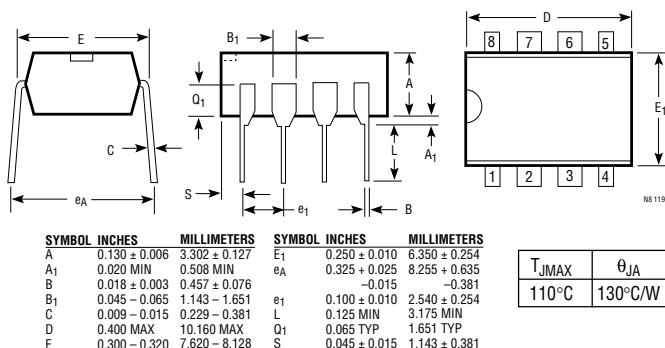 E
B1
D
8 7 6 5
Q1
A
E1
C
L
A1
S
eA
e1
B
1 2 3 4
N8 1197
SYMBOL INCHES MILLIMETERS SYMBOL INCHES MILLIMETERS
A 0.130 ± 0.006 3.302 ± 0.127 E1 0.250 ± 0.010 6.350 ± 0.254
A1 0.020 MIN 0.508 MIN eA 0.325 + 0.025 8.255 + 0.635
B 0.018 ± 0.003 0.457 ± 0.076 –0.015 –0.381
B1 0.045 - 0.065 1.143 - 1.651 e1 0.100 ± 0.010 2.540 ± 0.254
C 0.009 - 0.015 0.229 - 0.381 L 0.125 MIN 3.175 MIN
D 0.400 MAX 10.160 MAX Q1 0.065 TYP 1.651 TYP
E 0.300 – 0.320 7.620 – 8.128 S 0.045 ± 0.015 1.143 ± 0.381
TJMAX θJA
110°C 130°C/W